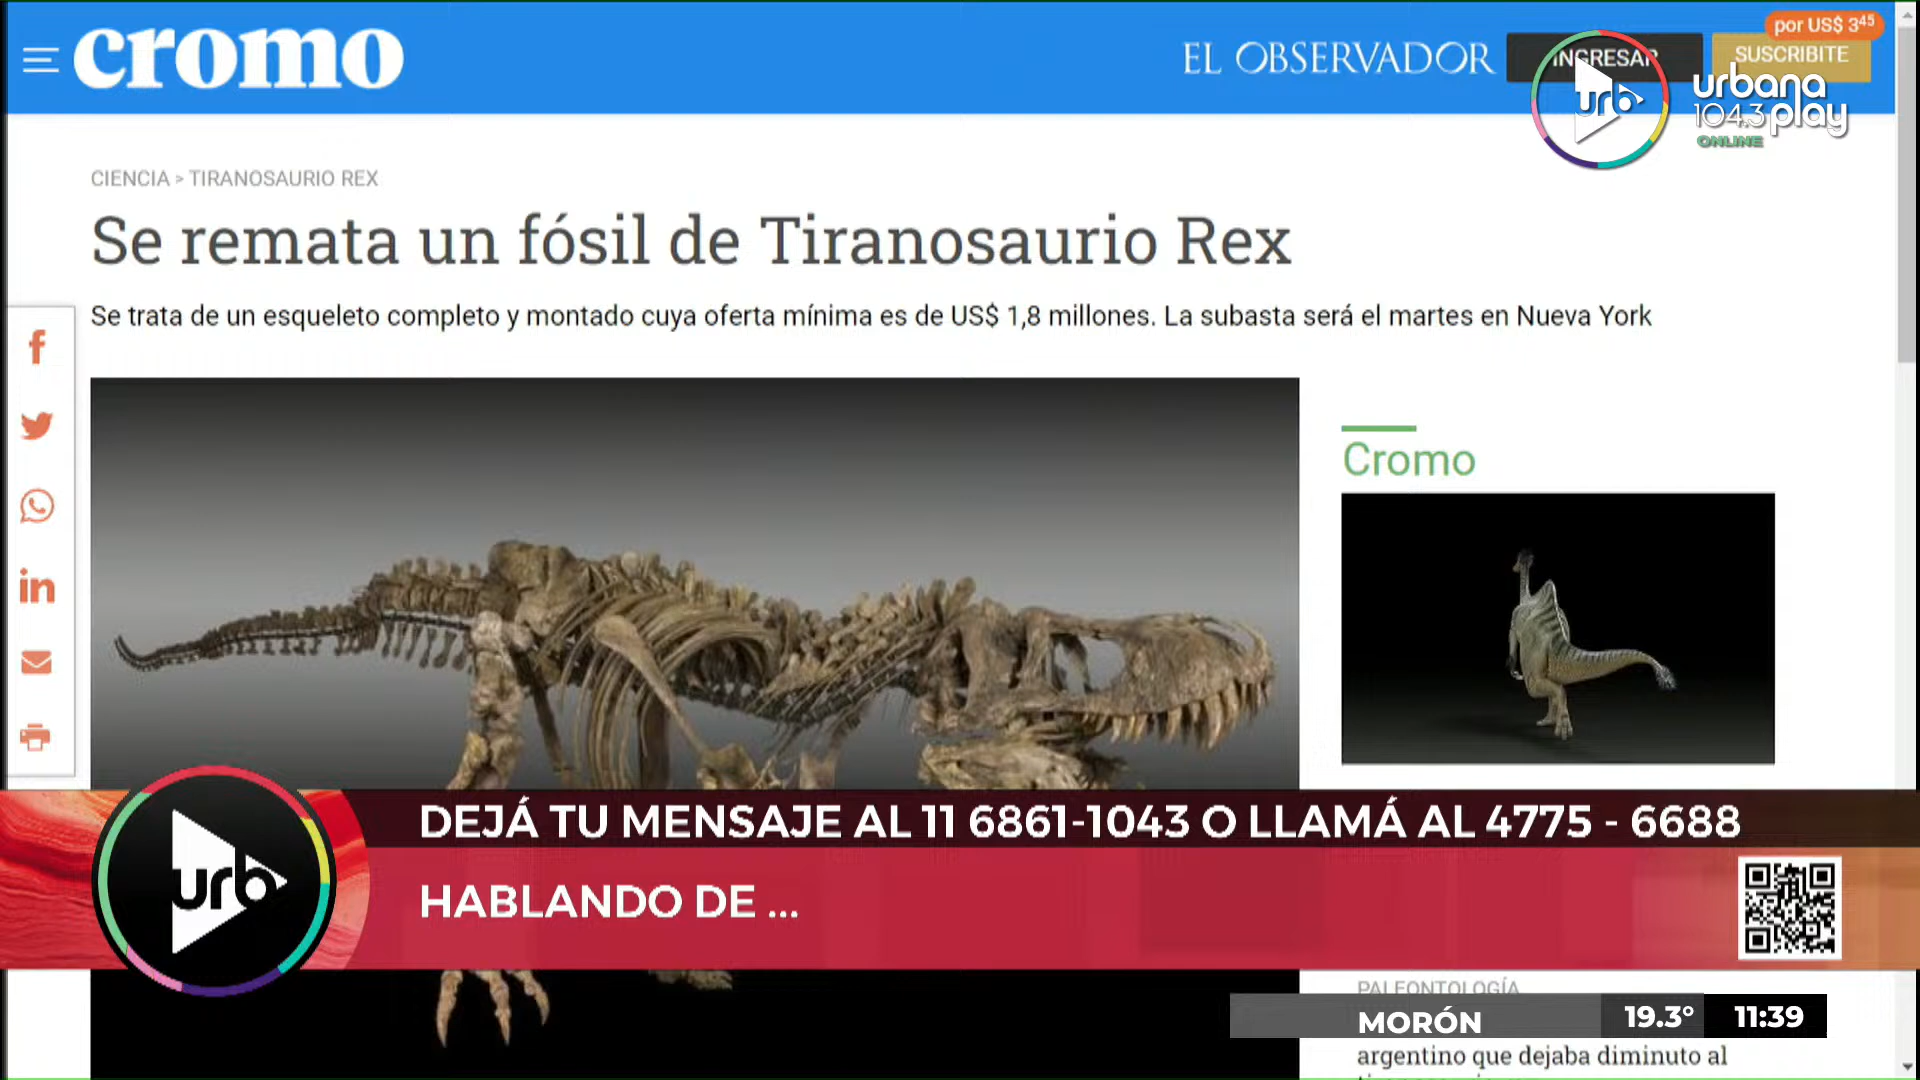 cromo
EL OBSERVADOR
INGRESAR
por US$ 3⁴⁵
SUSCRIBITE
urb
urbana
104.3 play
ONLINE
CIENCIA > TIRANOSAURIO REX
Se remata un fósil de Tiranosaurio Rex
Se trata de un esqueleto completo y montado cuya oferta mínima es de US$ 1,8 millones. La subasta será el martes en Nueva York
f
in
Cromo
DEJÁ TU MENSAJE AL 11 6861-1043 O LLAMÁ AL 4775 - 6688
urb
HABLANDO DE ...
PALEONTOLOGÍA
MORÓN 19.3° 11:39
argentino que dejaba diminuto al